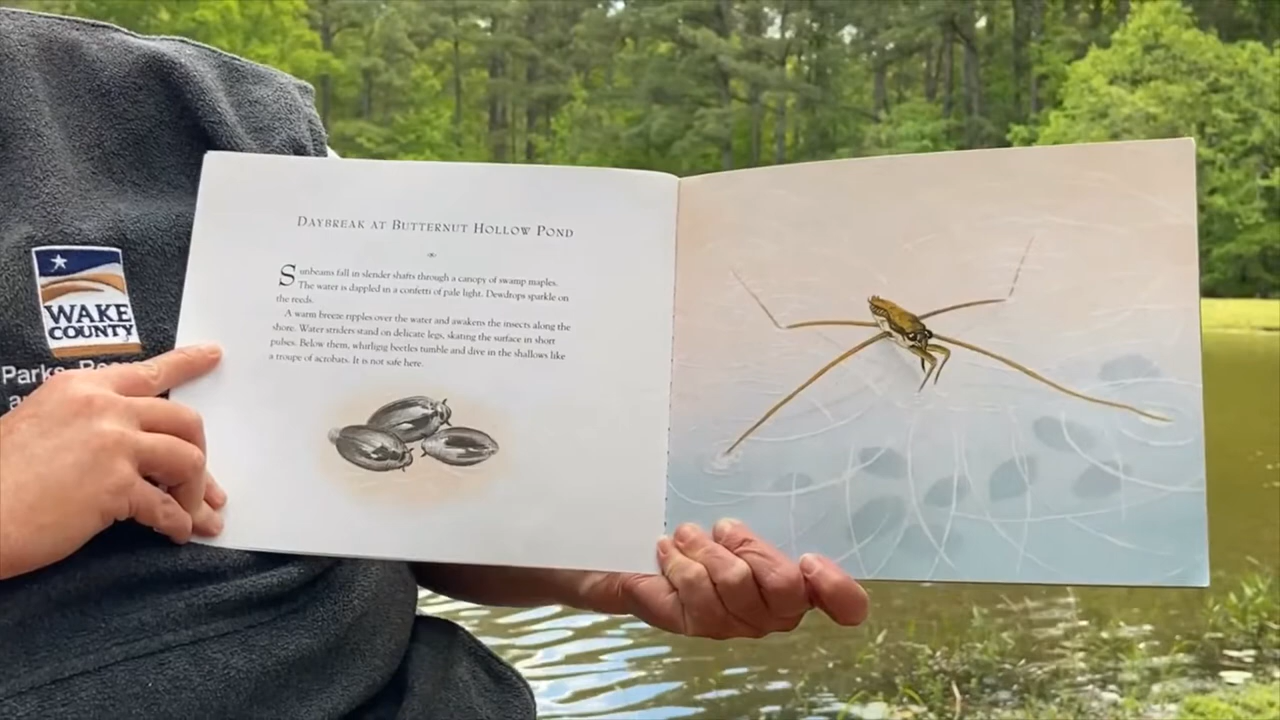 DAYBREAK AT BUTTERNUT HOLLOW POND
Sunbeams fall in slender shafts through a canopy of swamp maples.
The water is dappled in a confetti of pale light. Dewdrops sparkle on
the reeds.
A warm breeze ripples over the water and awakens the insects along the
shore. Water striders stand on delicate legs, skating the surface in short
pulses. Below them, whirligig beetles tumble and dive in the shallows like
a troupe of acrobats. It is not safe here.
WAKE
COUNTY
Parks